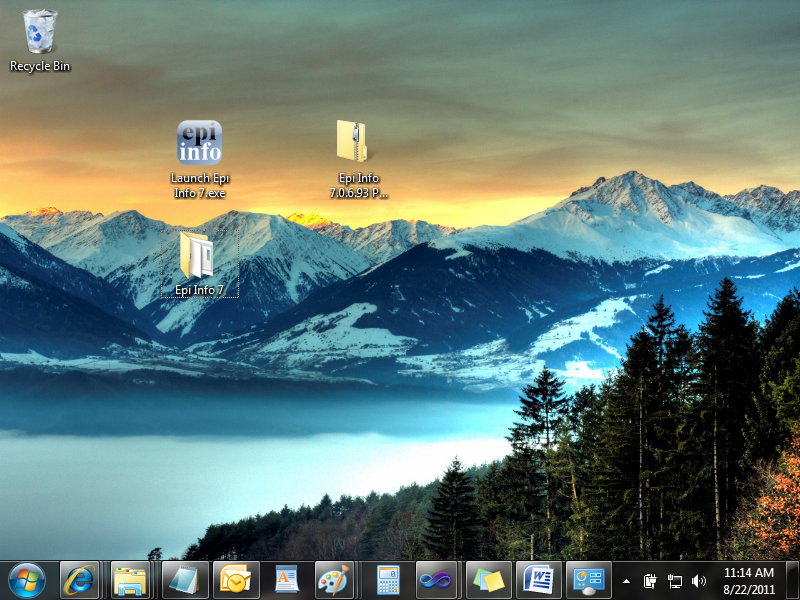 Recycle Bin
epi
info
Launch Epi
Info 7.exe
Epi Info
7.0.6.93 P...
Epi Info 7
11:14 AM
8/22/2011